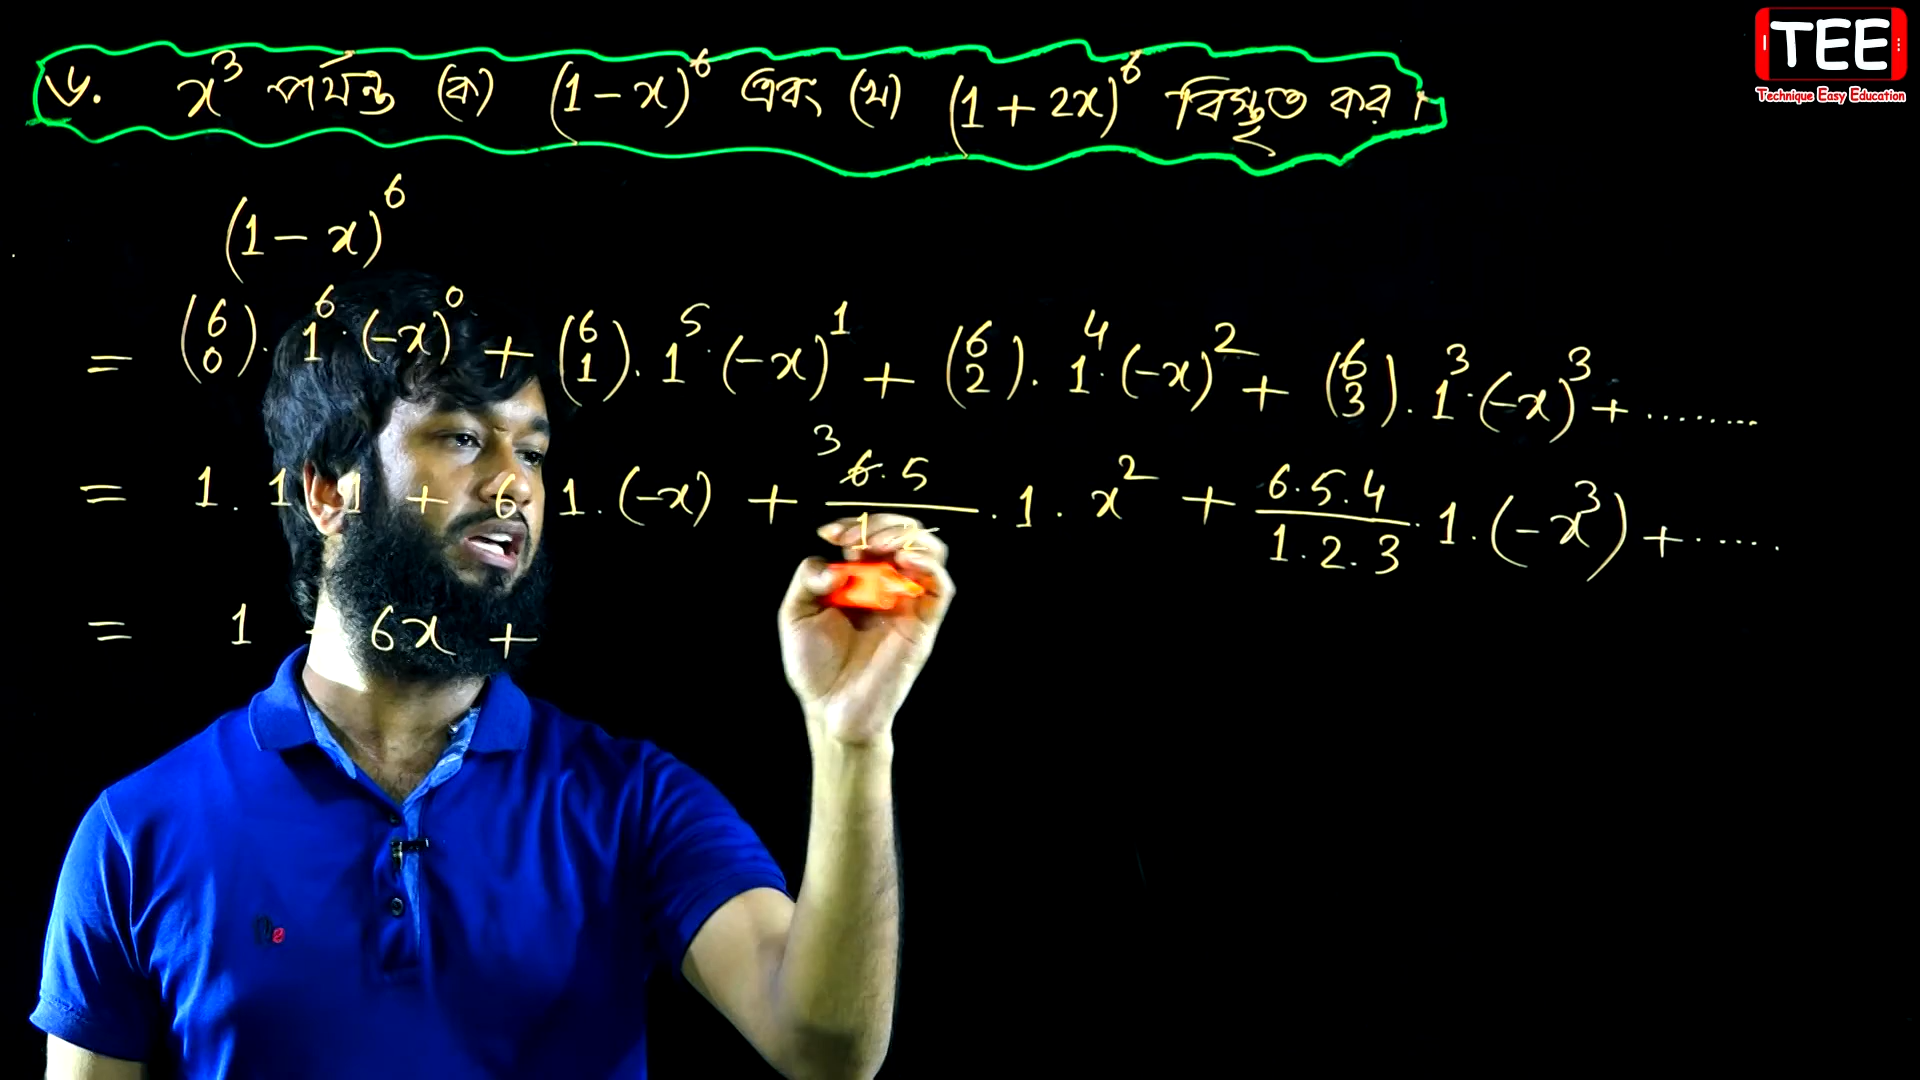 TEE
Technique Easy Education
৬. x³ পর্যন্ত (ক) (1 - x)⁶ এবং (খ) (1 + 2x)⁶ বিস্তৃত কর।
(1 - x)⁶
= (6 0) . 1⁶ . (-x)⁰ + (6 1) . 1⁵ . (-x)¹ + (6 2) . 1⁴ . (-x)² + (6 3) . 1³ . (-x)³ + ........
= 1 . 1 . 1 + 6 . 1 . (-x) + ³6.5/1.2 . 1 . x² + 6.5.4/1.2.3 . 1 . (-x³) + .....
= 1 - 6x +